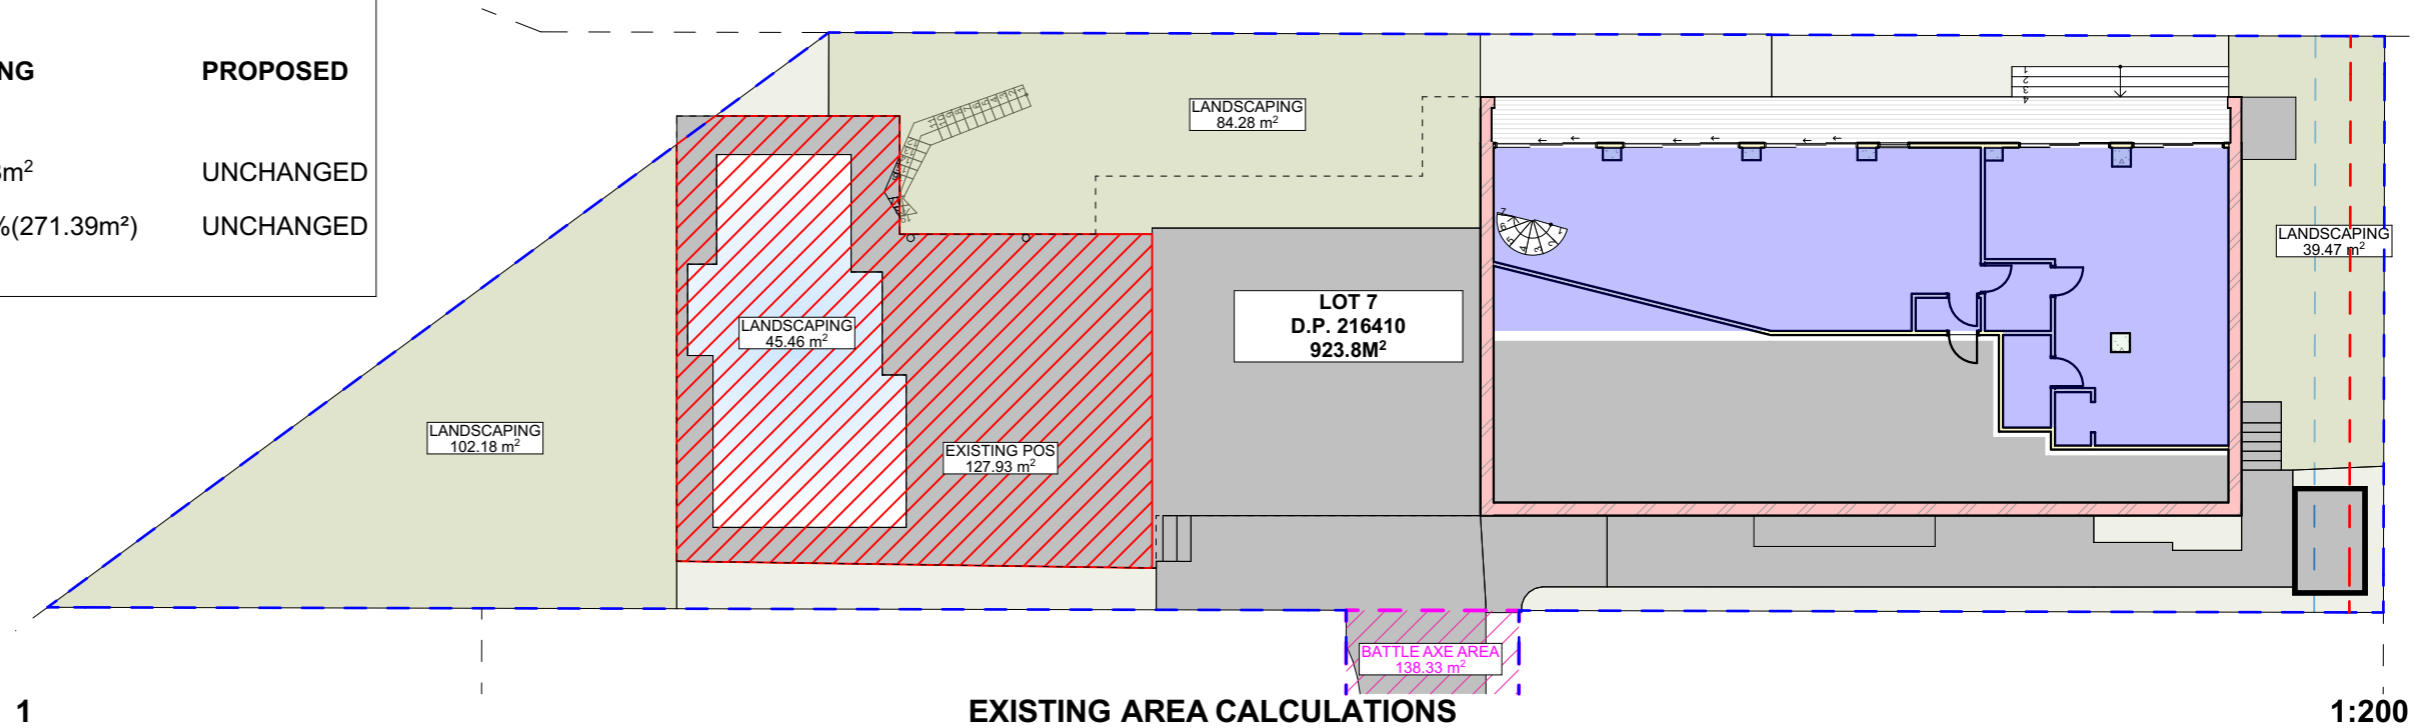 NG PROPOSED
m² UNCHANGED
%(271.39m²) UNCHANGED
LANDSCAPING
84.28 m²
LANDSCAPING
39.47 m²
LOT 7
D.P. 216410
923.8M²
LANDSCAPING
45.46 m²
LANDSCAPING
102.18 m²
EXISTING POS
127.93 m²
BATTLE AXE AREA
138.33 m²
1 EXISTING AREA CALCULATIONS 1:200